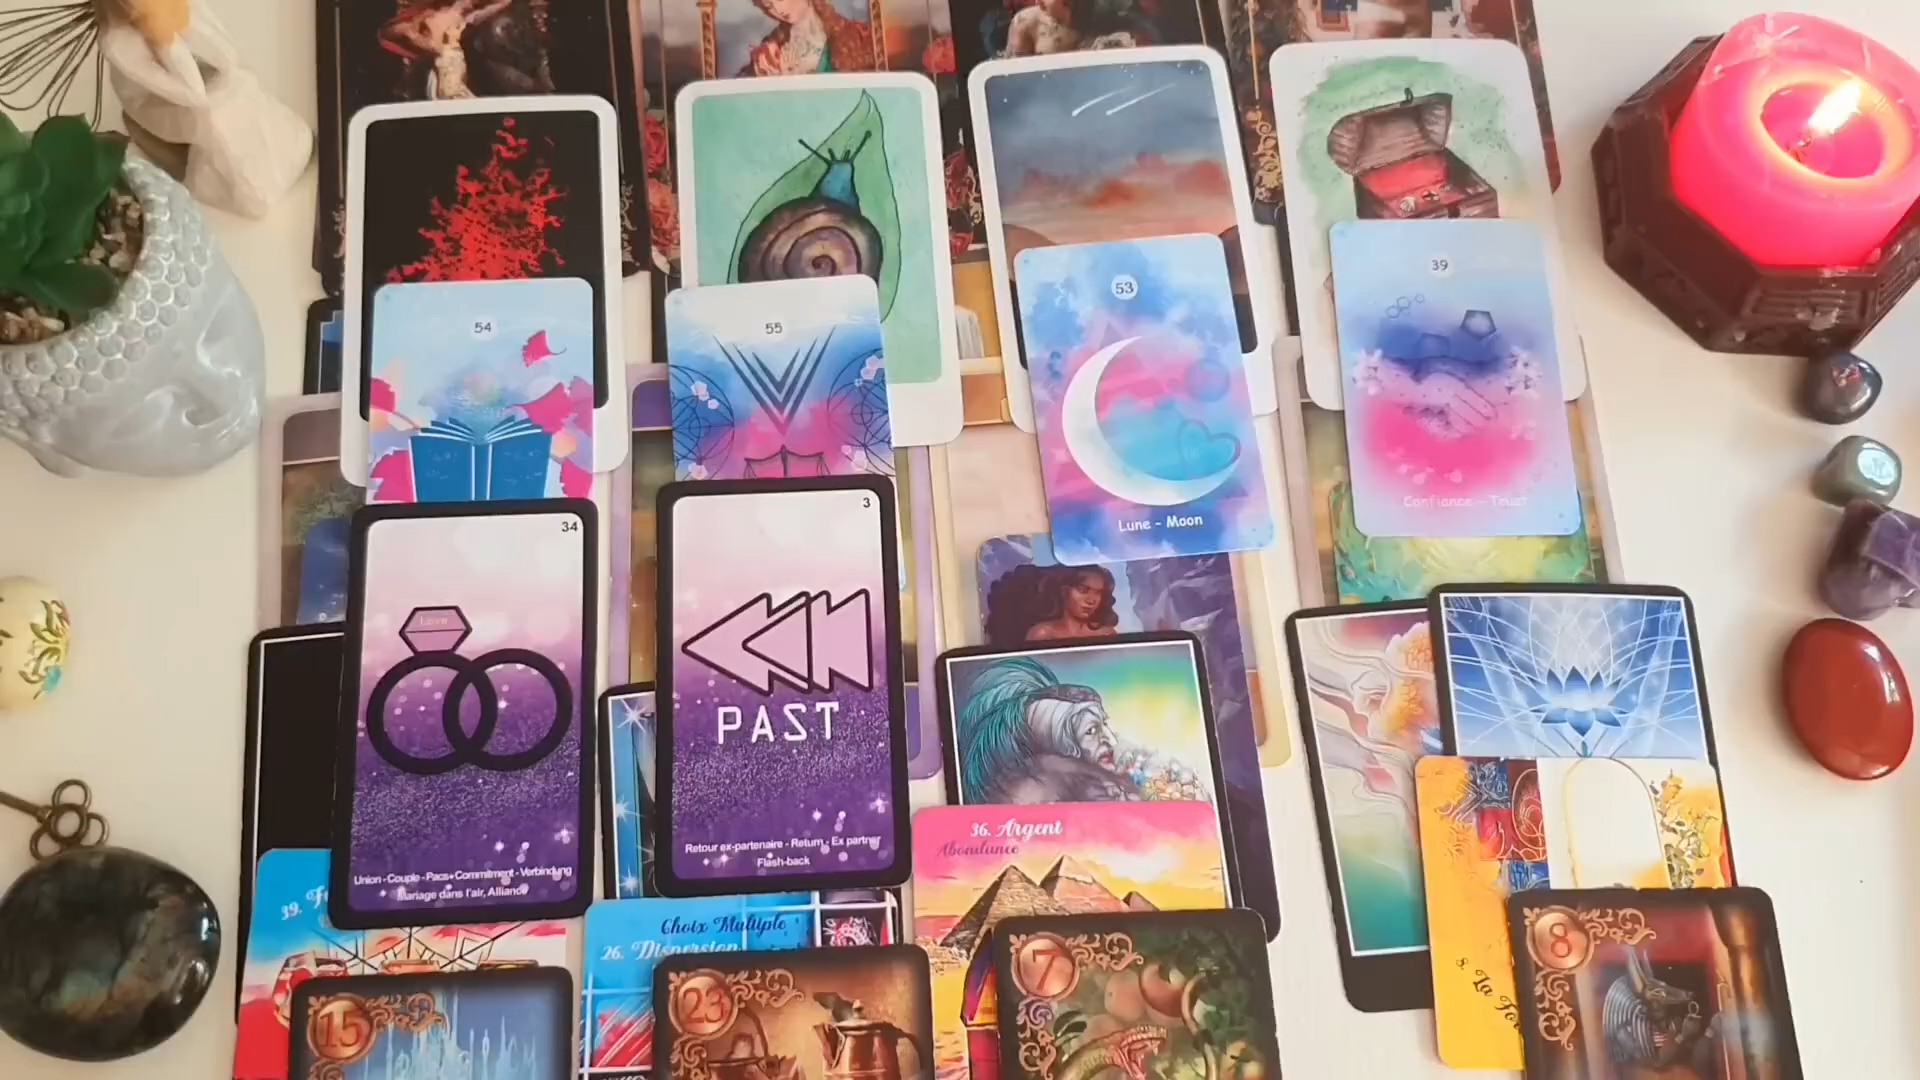 54
55
53
39
Lune - Moon
Confiance - Trust
34
Love
Union - Couple - Pacs+Commitment - Verbindung
Mariage dans l'air, Alliance
3
PAST
Retour ex-partenaire - Return - Ex partner
Flash-back
36. Argent
Abondance
39.
Choix Multiple
26. Dispersion
8. La
15
23
7
8